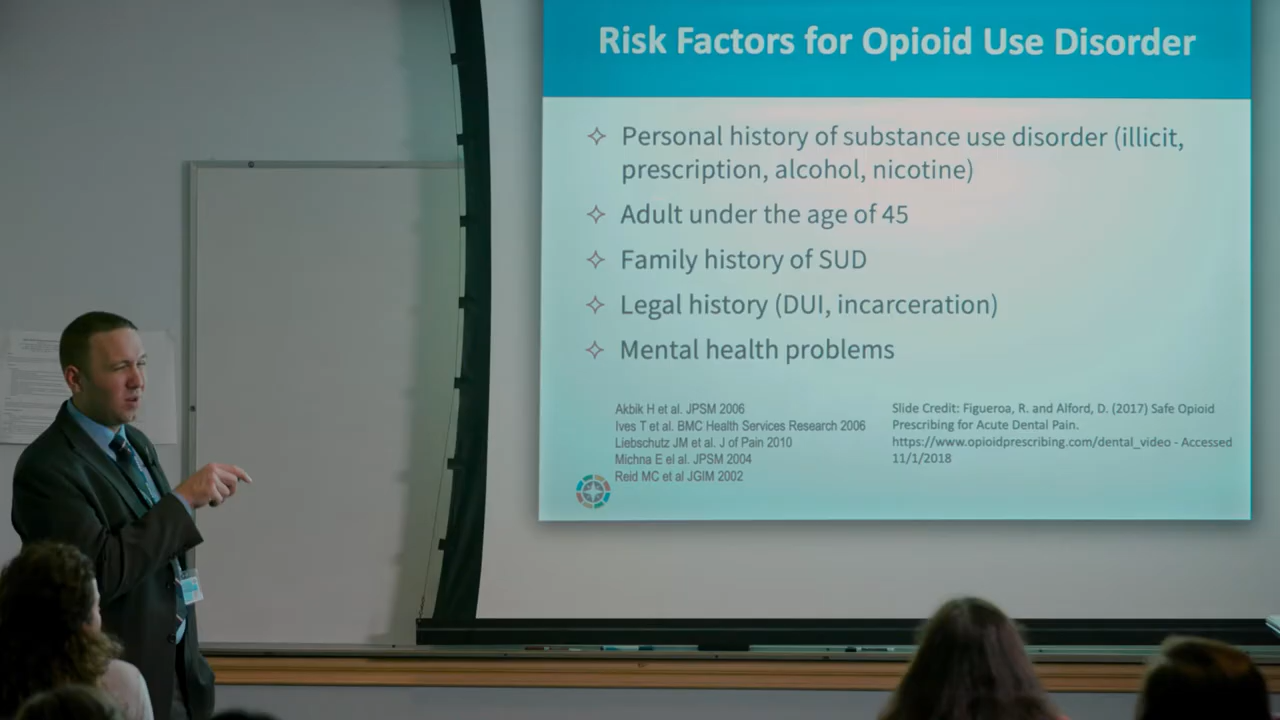 Risk Factors for Opioid Use Disorder
Personal history of substance use disorder (illicit,
prescription, alcohol, nicotine)
Adult under the age of 45
Family history of SUD
Legal history (DUI, incarceration)
Mental health problems
Akbik H et al. JPSM 2006
Ives T et al. BMC Health Services Research 2006
Liebschutz JM et al. J of Pain 2010
Michna E el al. JPSM 2004
Reid MC et al JGIM 2002
Slide Credit: Figueroa, R. and Alford, D. (2017) Safe Opioid
Prescribing for Acute Dental Pain.
https://www.opioidprescribing.com/dental_video - Accessed
11/1/2018